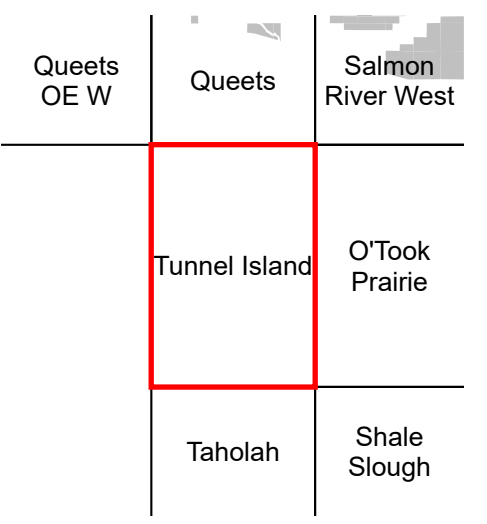 Queets
OE W
Queets
Salmon
River West
Tunnel Island
O'Took
Prairie
Taholah
Shale
Slough